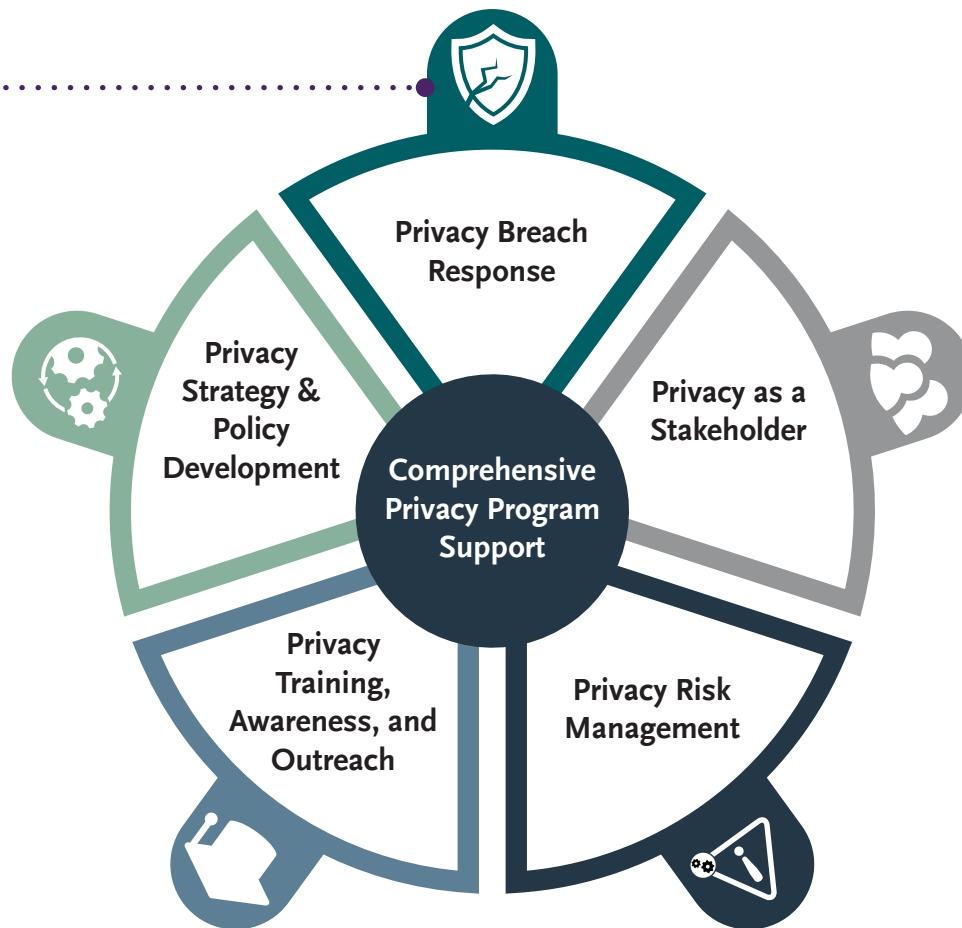 Privacy Breach
Response
Privacy
Strategy &
Policy
Development
Privacy as a
Stakeholder
Comprehensive
Privacy Program
Support
Privacy
Training,
Awareness, and
Outreach
Privacy Risk
Management